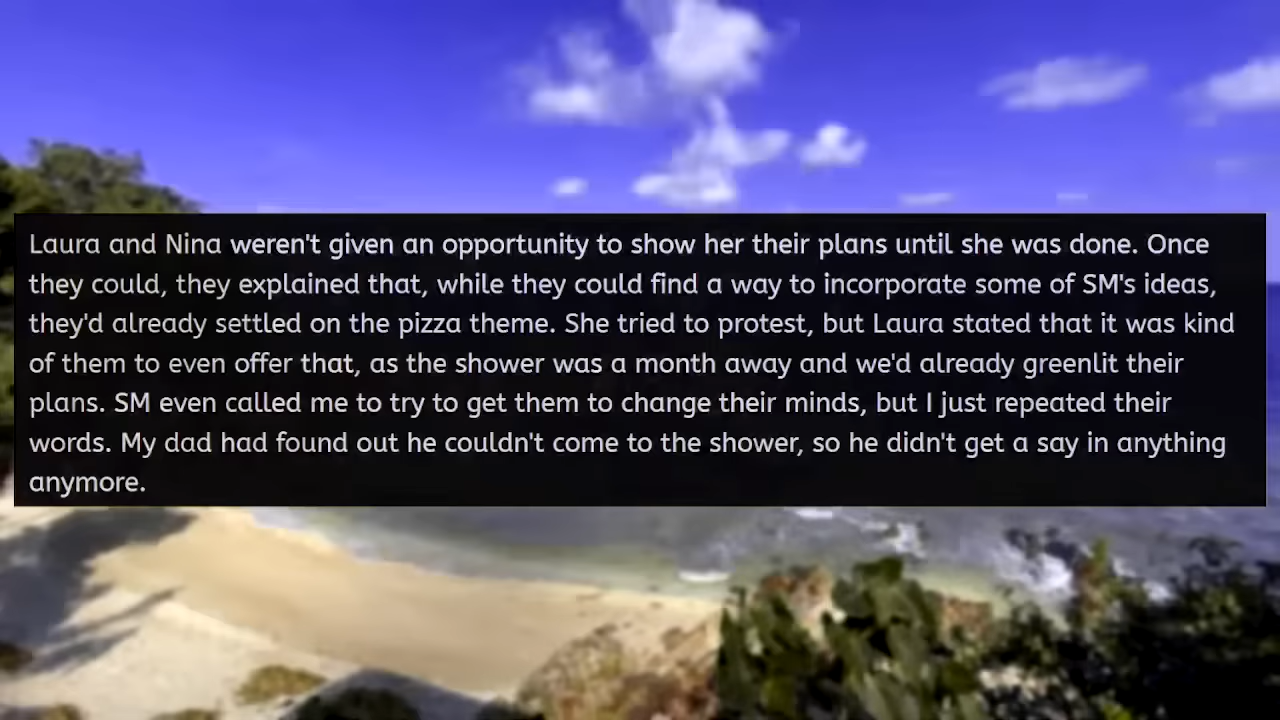 Laura and Nina weren't given an opportunity to show her their plans until she was done. Once
they could, they explained that, while they could find a way to incorporate some of SM's ideas,
they'd already settled on the pizza theme. She tried to protest, but Laura stated that it was kind
of them to even offer that, as the shower was a month away and we'd already greenlit their
plans. SM even called me to try to get them to change their minds, but I just repeated their
words. My dad had found out he couldn't come to the shower, so he didn't get a say in anything
anymore.